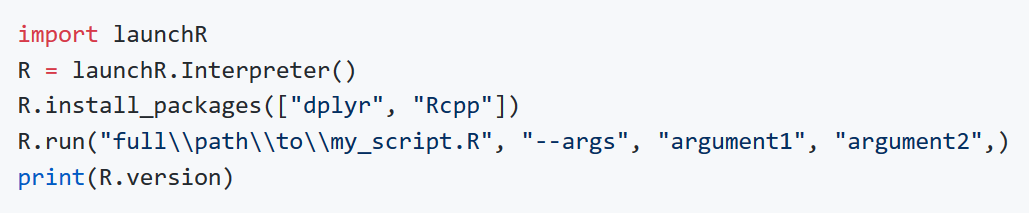 import launchR
R = launchR.Interpreter()
R.install_packages(["dplyr", "Rcpp"])
R.run("full\\path\\to\\my_script.R", "--args", "argument1", "argument2",)
print(R.version)